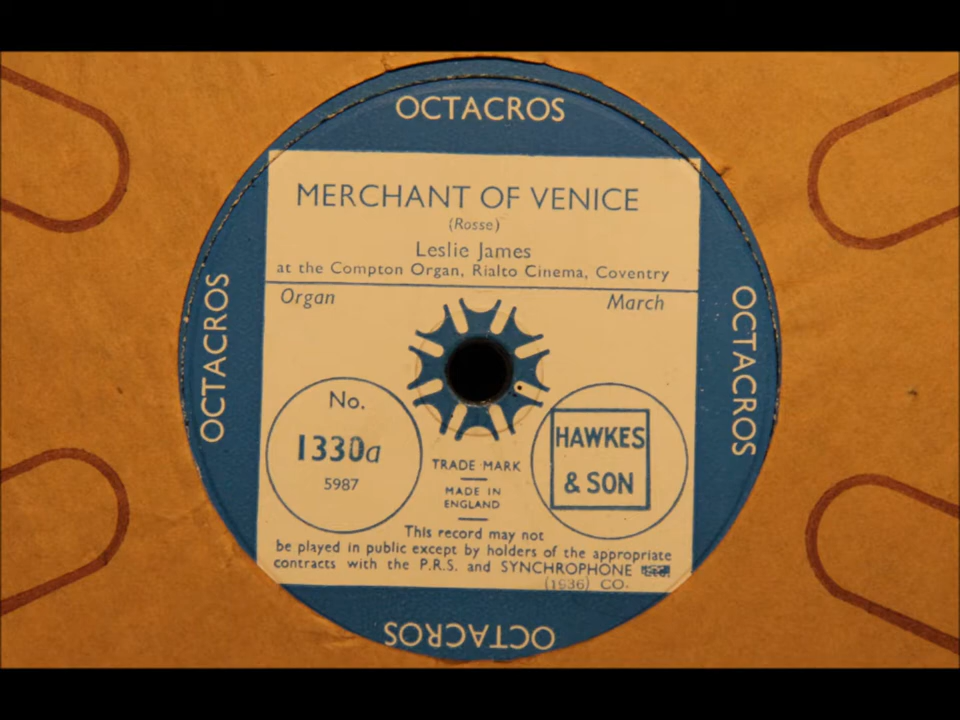 OCTACROS
MERCHANT OF VENICE
(Rosse)
Leslie James
at the Compton Organ, Rialto Cinema, Coventry
Organ
March
OCTACROS
OCTACROS
No.
1330a
5987
HAWKES
& SON
TRADE MARK
MADE IN
ENGLAND
This record may not
be played in public except by holders of the appropriate
contracts with the P.R.S. and SYNCHROPHONE
(1936) CO.
OCTACROS